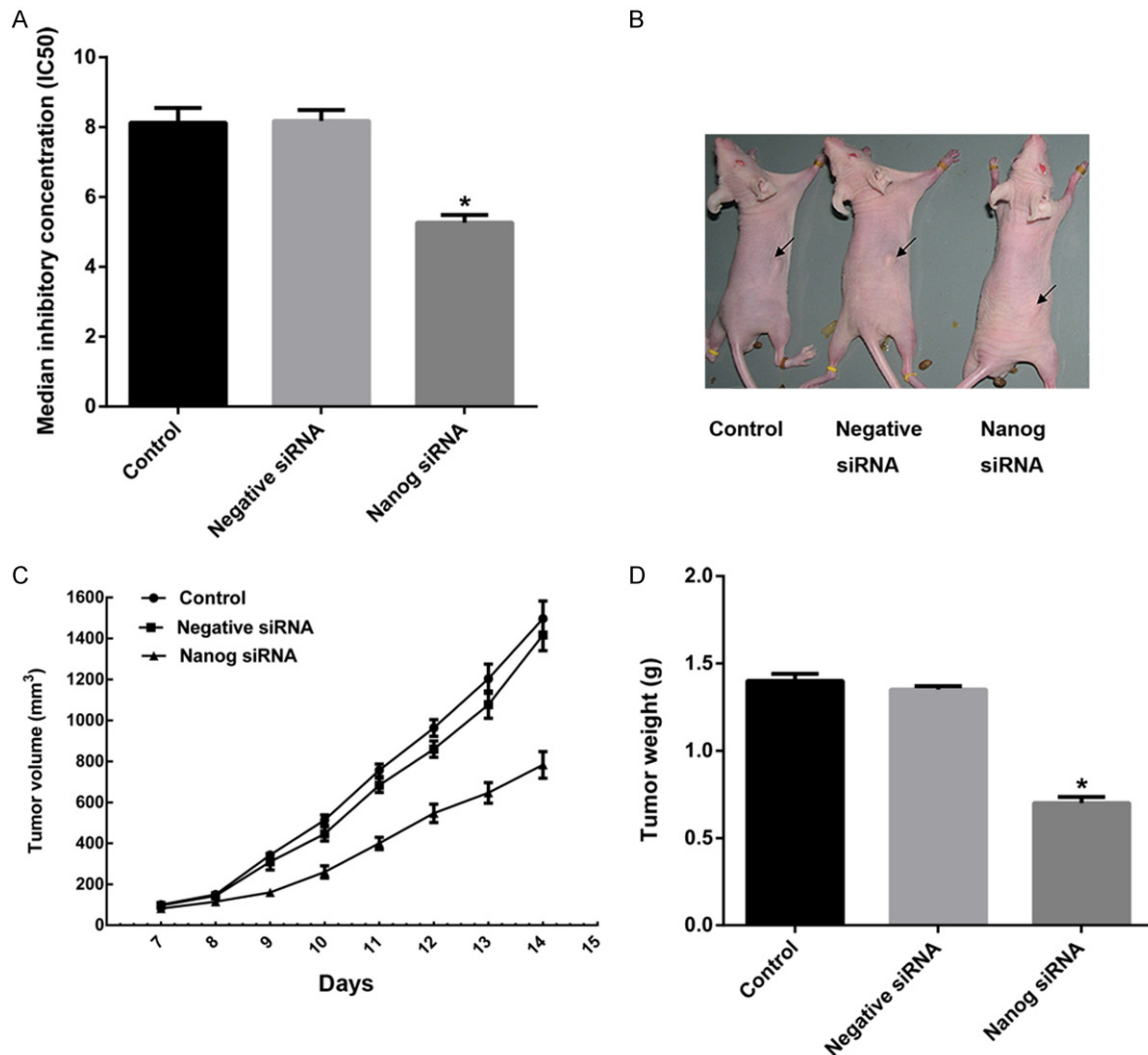 A
Median inhibitory concentration (IC50)
10
8
6
4
2
0
*
Control
Negative siRNA
Nanog siRNA
B
Control
Negative
siRNA
Nanog
siRNA
C
Control
Negative siRNA
Nanog siRNA
Tumor volume (mm³)
1600
1400
1200
1000
800
600
400
200
0
7
8
9
10
11
12
13
14
15
Days
D
Tumor weight (g)
2.0
1.5
1.0
0.5
0.0
*
Control
Negative siRNA
Nanog siRNA